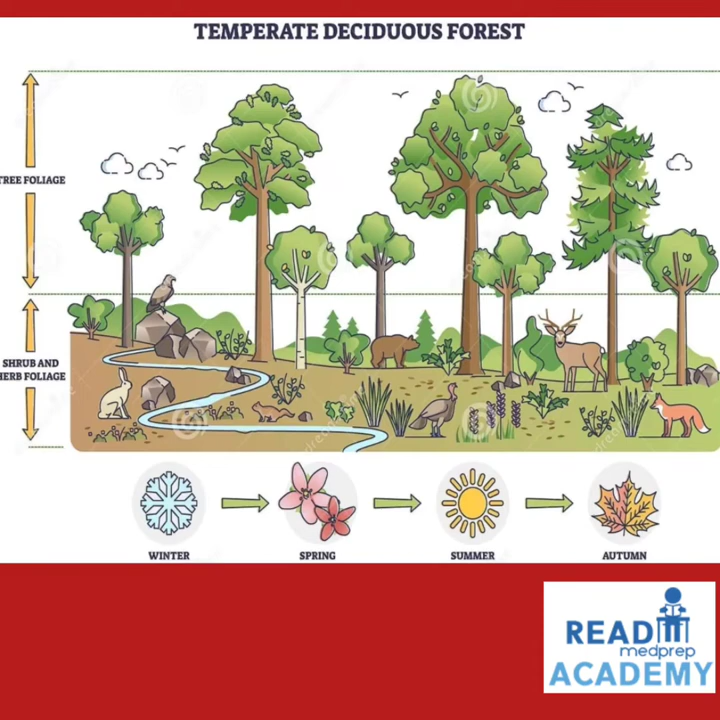 TEMPERATE DECIDUOUS FOREST
TREE FOLIAGE
SHRUB AND
HERB FOLIAGE
WINTER
SPRING
SUMMER
AUTUMN
READ
medprep
ACADEMY